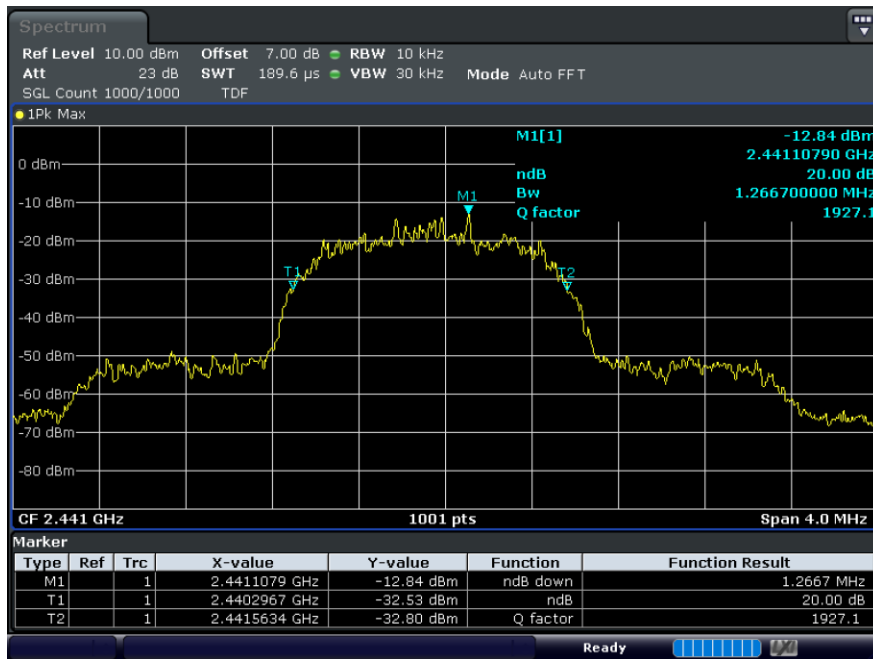 Spectrum
Ref Level 10.00 dBm Offset 7.00 dB RBW 10 kHz
Att 23 dB SWT 189.6 µs VBW 30 kHz Mode Auto FFT
SGL Count 1000/1000 TDF
1Pk Max
M1[1] -12.84 dBm
2.44110790 GHz
0 dBm
ndB 20.00 dB
M1 Bw 1.266700000 MHz
-10 dBm
Q factor 1927.1
-20 dBm
T1 T2
-30 dBm
-40 dBm
-50 dBm
-60 dBm
-70 dBm
-80 dBm
CF 2.441 GHz 1001 pts Span 4.0 MHz
Marker
Type Ref Trc X-value Y-value Function Function Result
M1 1 2.4411079 GHz -12.84 dBm ndB down 1.2667 MHz
T1 1 2.4402967 GHz -32.53 dBm ndB 20.00 dB
T2 1 2.4415634 GHz -32.80 dBm Q factor 1927.1
Ready